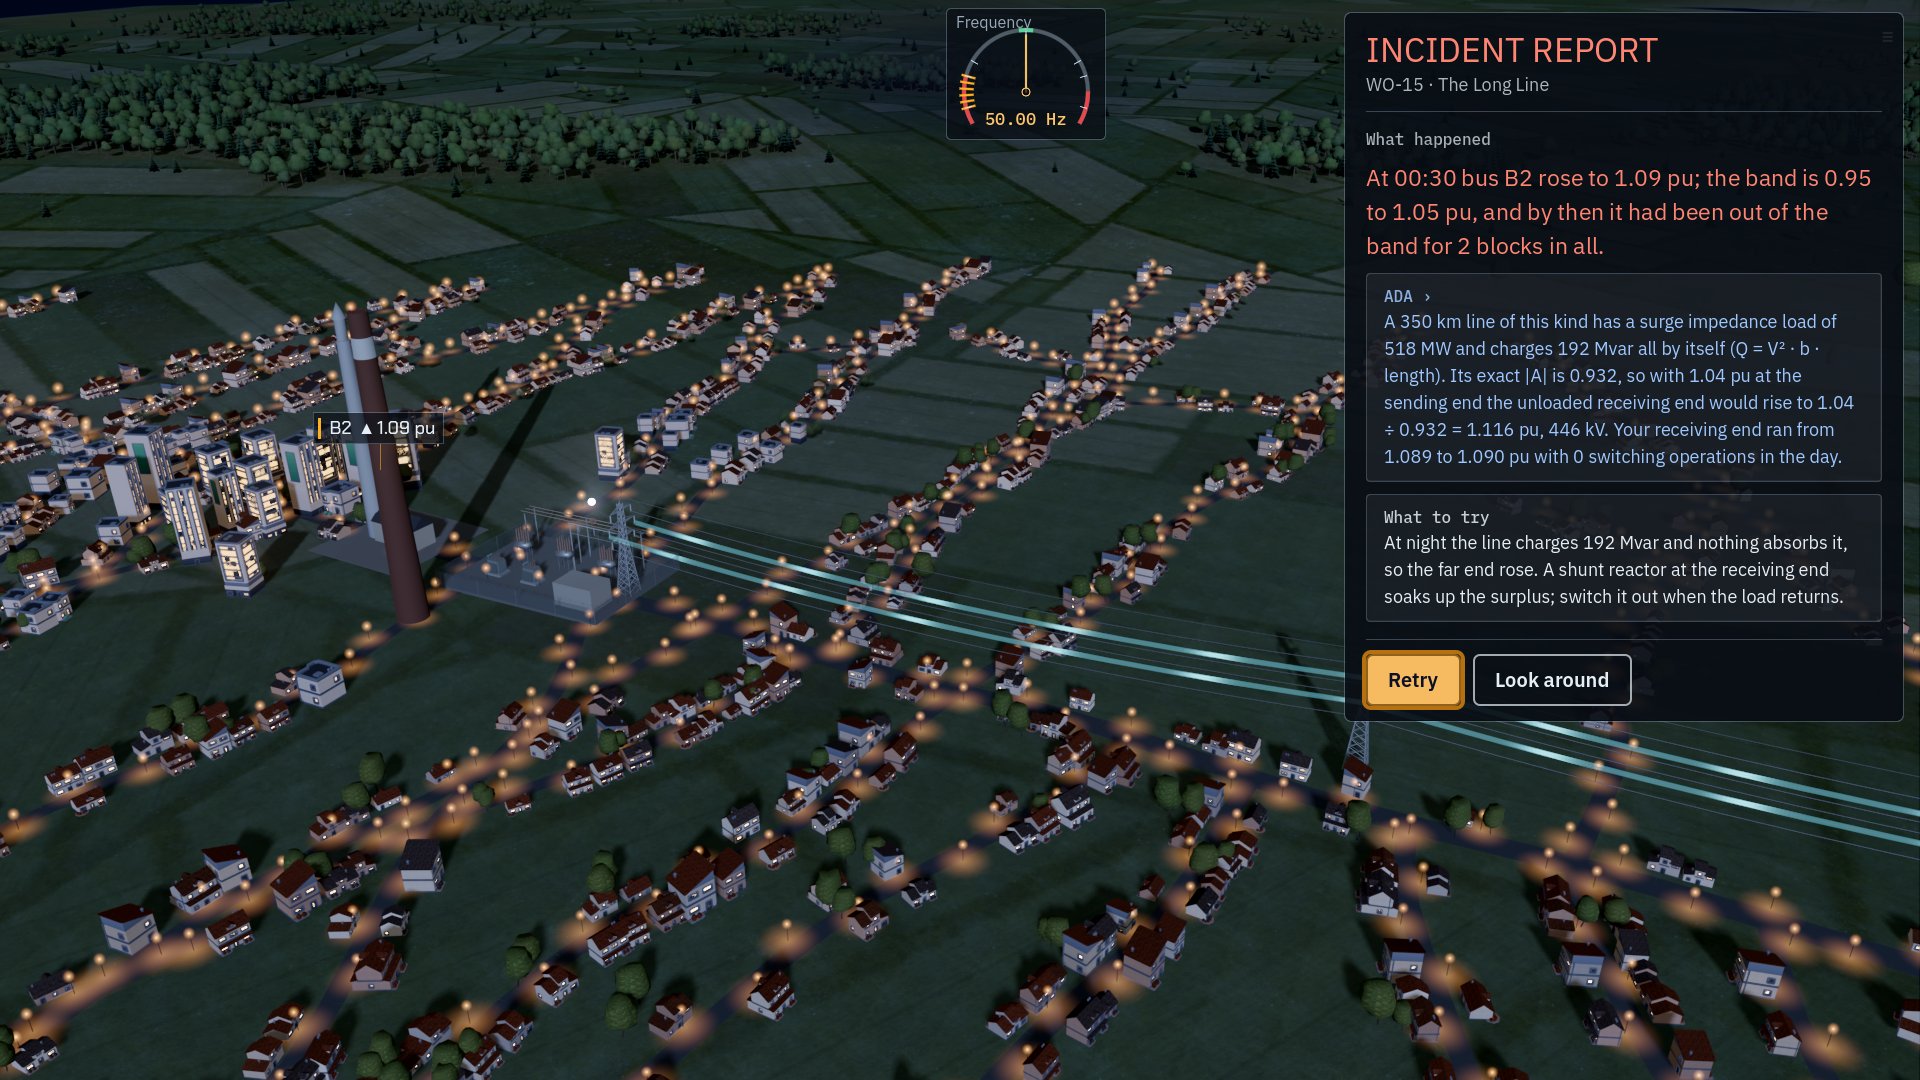 Frequency
50.00 Hz
B2 ▲ 1.09 pu
INCIDENT REPORT
WO-15 · The Long Line
What happened
At 00:30 bus B2 rose to 1.09 pu; the band is 0.95
to 1.05 pu, and by then it had been out of the
band for 2 blocks in all.
ADA ›
A 350 km line of this kind has a surge impedance load of
518 MW and charges 192 Mvar all by itself (Q = V² · b ·
length). Its exact |A| is 0.932, so with 1.04 pu at the
sending end the unloaded receiving end would rise to 1.04
÷ 0.932 = 1.116 pu, 446 kV. Your receiving end ran from
1.089 to 1.090 pu with 0 switching operations in the day.
What to try
At night the line charges 192 Mvar and nothing absorbs it,
so the far end rose. A shunt reactor at the receiving end
soaks up the surplus; switch it out when the load returns.
Retry
Look around